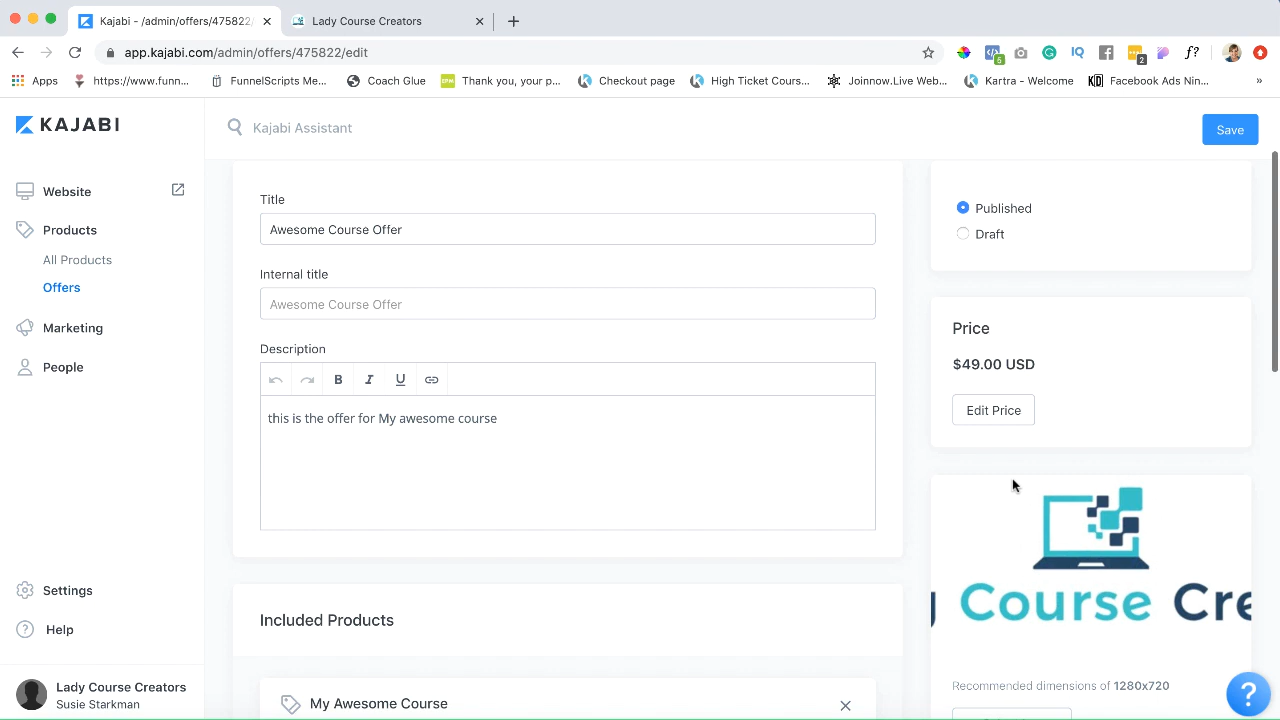 Kajabi - /admin/offers/475822/
Lady Course Creators
app.kajabi.com/admin/offers/475822/edit
5
IQ
2
f?
Apps
https://www.funn...
FunnelScripts Me...
Coach Glue
Thank you, your p...
Checkout page
High Ticket Cours...
Joinnow.Live Web...
Kartra - Welcome
KD Facebook Ads Nin...
»
KAJABI
Kajabi Assistant
Save
Website
Products
All Products
Offers
Marketing
People
Settings
Help
Lady Course Creators
Susie Starkman
Title
Awesome Course Offer
Internal title
Awesome Course Offer
Description
B I U
this is the offer for My awesome course
Included Products
My Awesome Course
Published
Draft
Price
$49.00 USD
Edit Price
Course Cre
Recommended dimensions of 1280x720
?